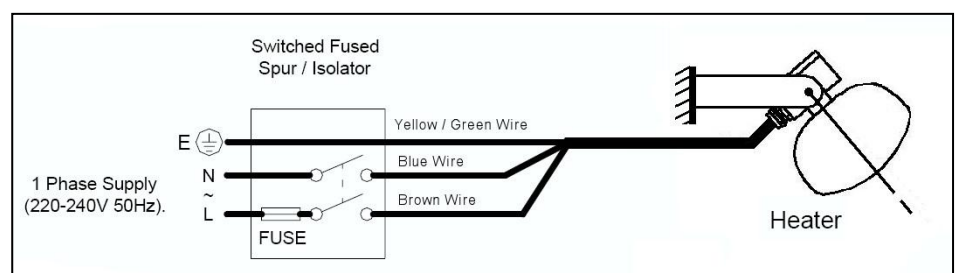 Switched Fused
Spur / Isolator
Yellow / Green Wire
E
Blue Wire
N
1 Phase Supply
(220-240V 50Hz).
~
Brown Wire
L
FUSE
Heater